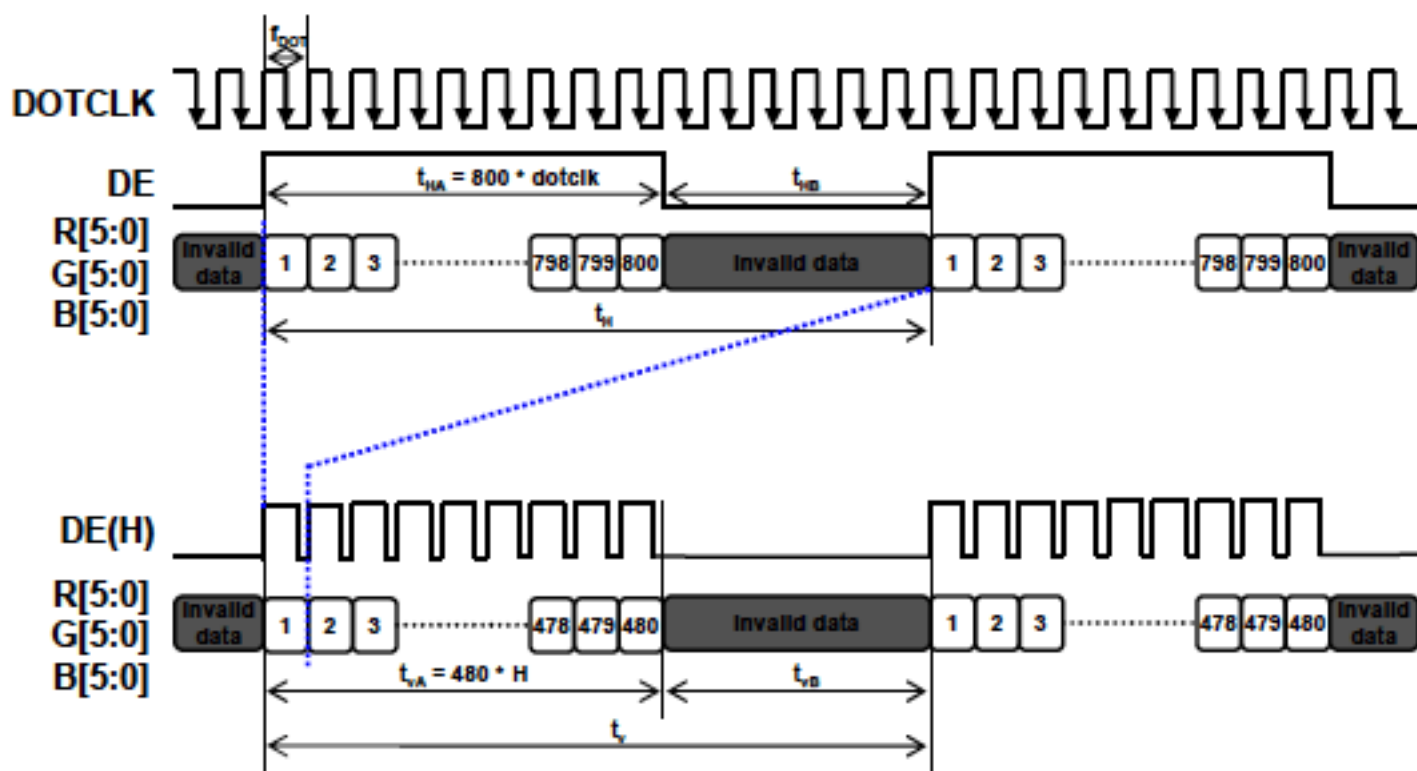 f_DOT
DOTCLK
DE
t_HA = 800 * dotclk
t_HB
R[5:0]
G[5:0]
B[5:0]
Invalid data
1 2 3 798 799 800
Invalid data
1 2 3 798 799 800
Invalid data
t_H
DE(H)
R[5:0]
G[5:0]
B[5:0]
Invalid data
1 2 3 478 479 480
Invalid data
1 2 3 478 479 480
Invalid data
t_vA = 480 * H
t_vB
t_v